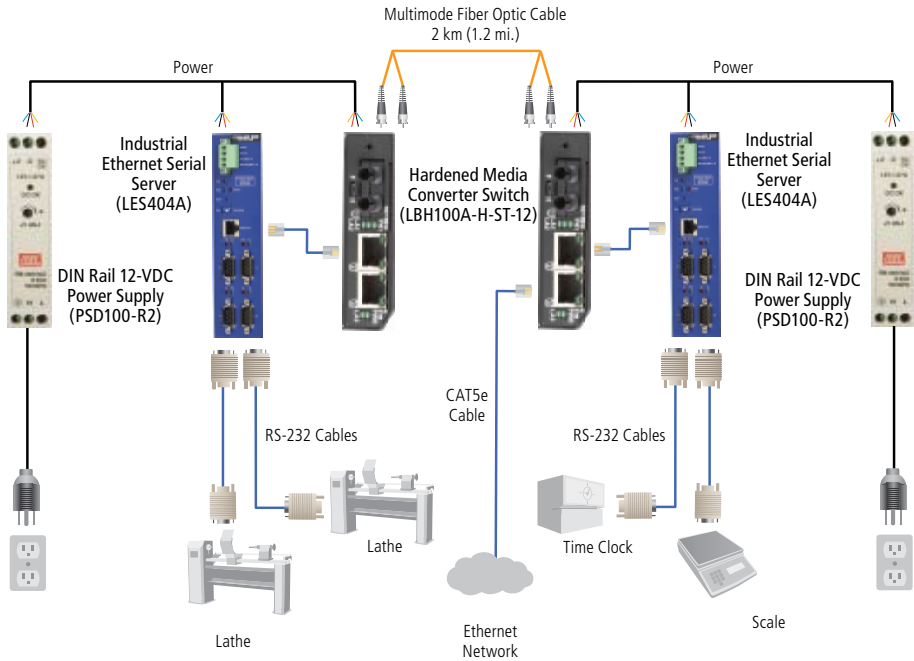 Multimode Fiber Optic Cable
2 km (1.2 mi.)
Power
Power
Industrial
Ethernet Serial
Server
(LES404A)
Hardened Media
Converter Switch
(LBH100A-H-ST-12)
Industrial
Ethernet Serial
Server
(LES404A)
DIN Rail 12-VDC
Power Supply
(PSD100-R2)
DIN Rail 12-VDC
Power Supply
(PSD100-R2)
CAT5e
Cable
RS-232 Cables
RS-232 Cables
Lathe
Time Clock
Lathe
Ethernet
Network
Scale